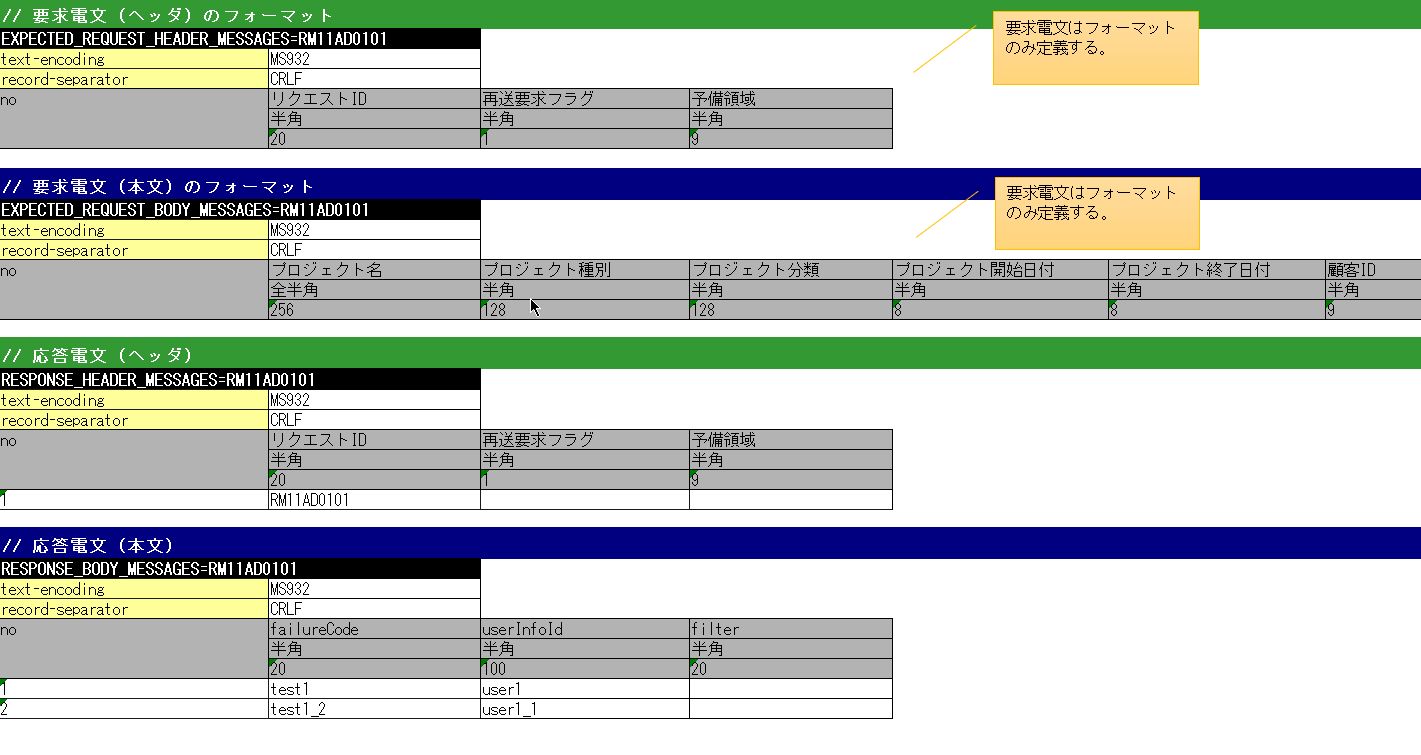 // 要求電文（ヘッダ）のフォーマット
要求電文はフォーマット
のみ定義する。
EXPECTED_REQUEST_HEADER_MESSAGES=RM11AD0101
text-encoding MS932
record-separator CRLF
no リクエストID 再送要求フラグ 予備領域
半角 半角 半角
20 1 9
// 要求電文（本文）のフォーマット
要求電文はフォーマット
のみ定義する。
EXPECTED_REQUEST_BODY_MESSAGES=RM11AD0101
text-encoding MS932
record-separator CRLF
no プロジェクト名 プロジェクト種別 プロジェクト分類 プロジェクト開始日付 プロジェクト終了日付 顧客ID
全半角 半角 半角 半角 半角 半角
256 128 128 8 8 9
// 応答電文（ヘッダ）
RESPONSE_HEADER_MESSAGES=RM11AD0101
text-encoding MS932
record-separator CRLF
no リクエストID 再送要求フラグ 予備領域
半角 半角 半角
20 1 9
1 RM11AD0101
// 応答電文（本文）
RESPONSE_BODY_MESSAGES=RM11AD0101
text-encoding MS932
record-separator CRLF
no failureCode userInfoId filter
半角 半角 半角
20 100 20
1 test1 user1
2 test1_2 user1_1